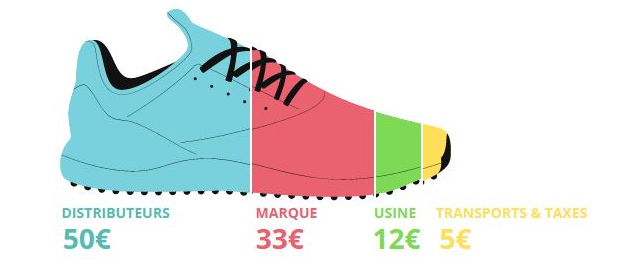 DISTRIBUTEURS MARQUE USINE TRANSPORTS & TAXES
50€ 33€ 12€ 5€